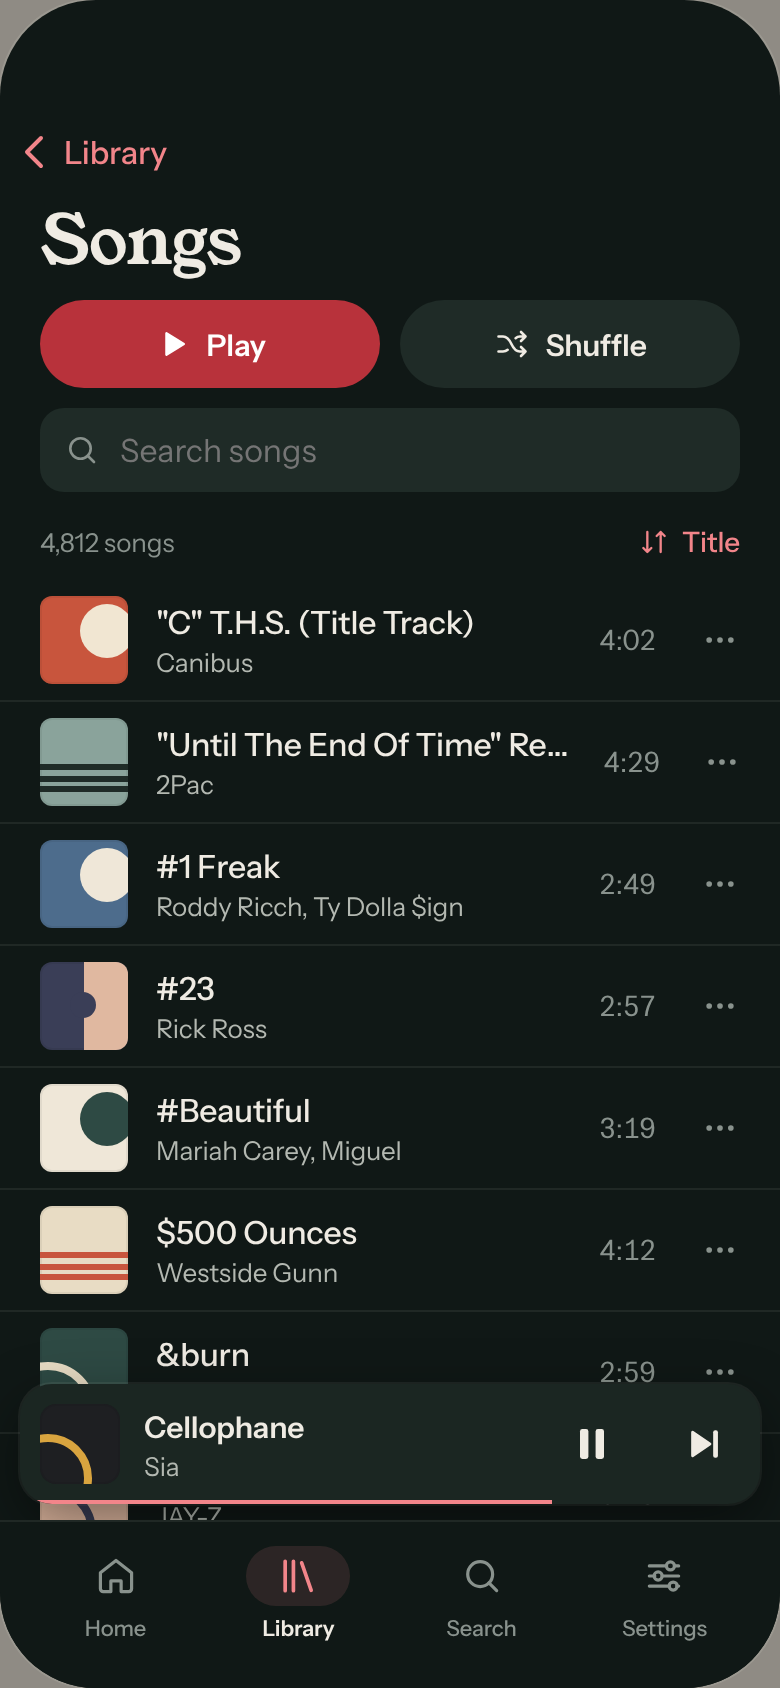 Library
Songs
Play
Shuffle
Search songs
4,812 songs
Title
"C" T.H.S. (Title Track)
Canibus
4:02
"Until The End Of Time" Re...
2Pac
4:29
#1 Freak
Roddy Ricch, Ty Dolla $ign
2:49
#23
Rick Ross
2:57
#Beautiful
Mariah Carey, Miguel
3:19
$500 Ounces
Westside Gunn
4:12
&burn
2:59
Cellophane
Sia
JAY-Z
Home
Library
Search
Settings